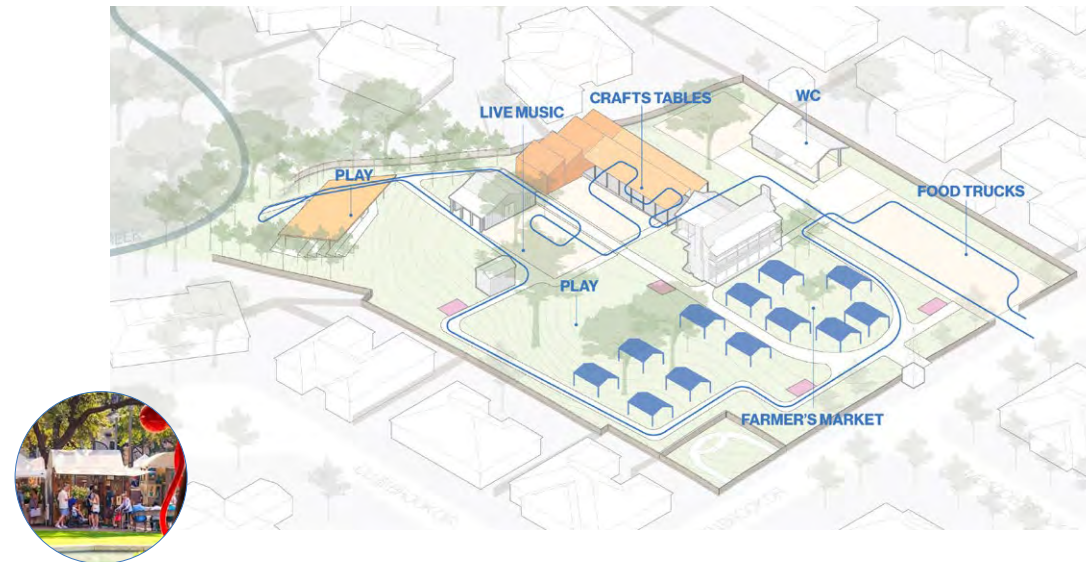 CRAFTS TABLES
WC
LIVE MUSIC
PLAY
FOOD TRUCKS
PLAY
FARMER'S MARKET